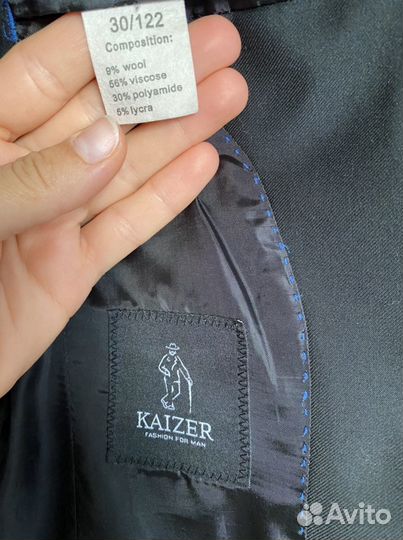 30/122
Composition:
9% wool
56% viscose
30% polyamide
5% lycra
KAIZER
FASHION FOR MAN
Avito